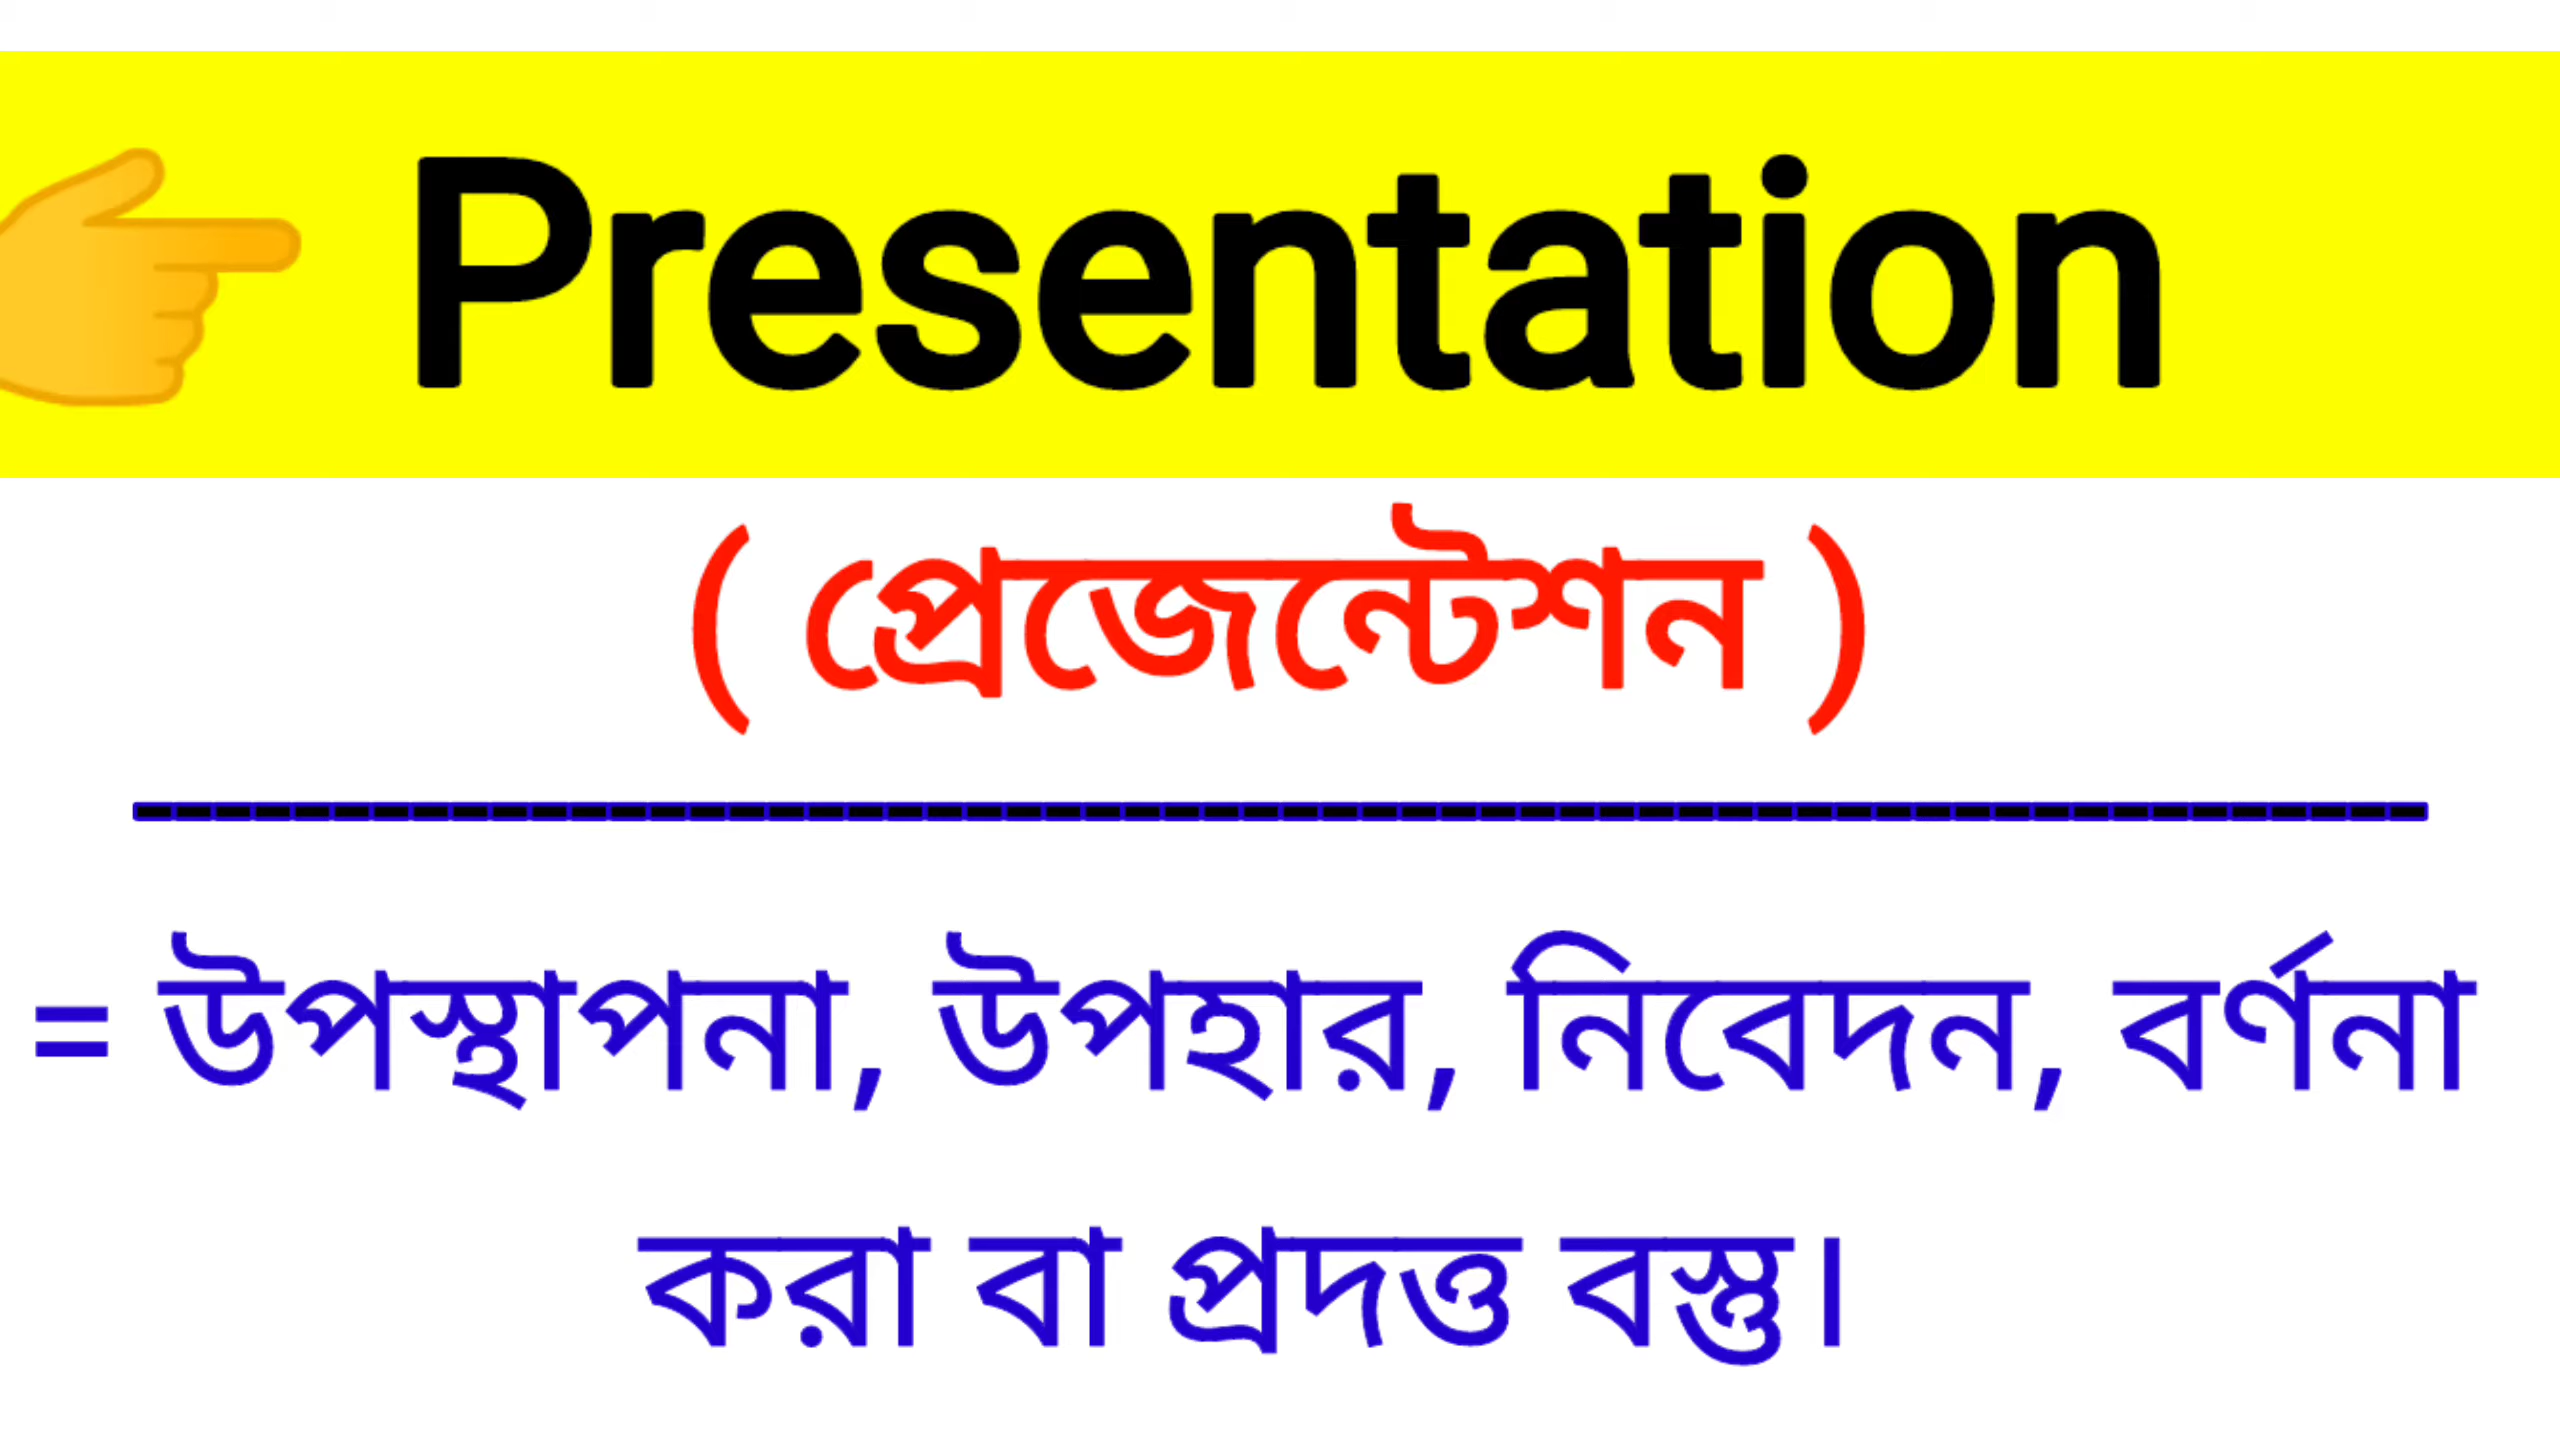 👉 Presentation
( প্রেজেন্টেশন )
----------------------------------------------------------
= উপস্থাপনা, উপহার, নিবেদন, বর্ণনা
করা বা প্রদত্ত বস্তু।